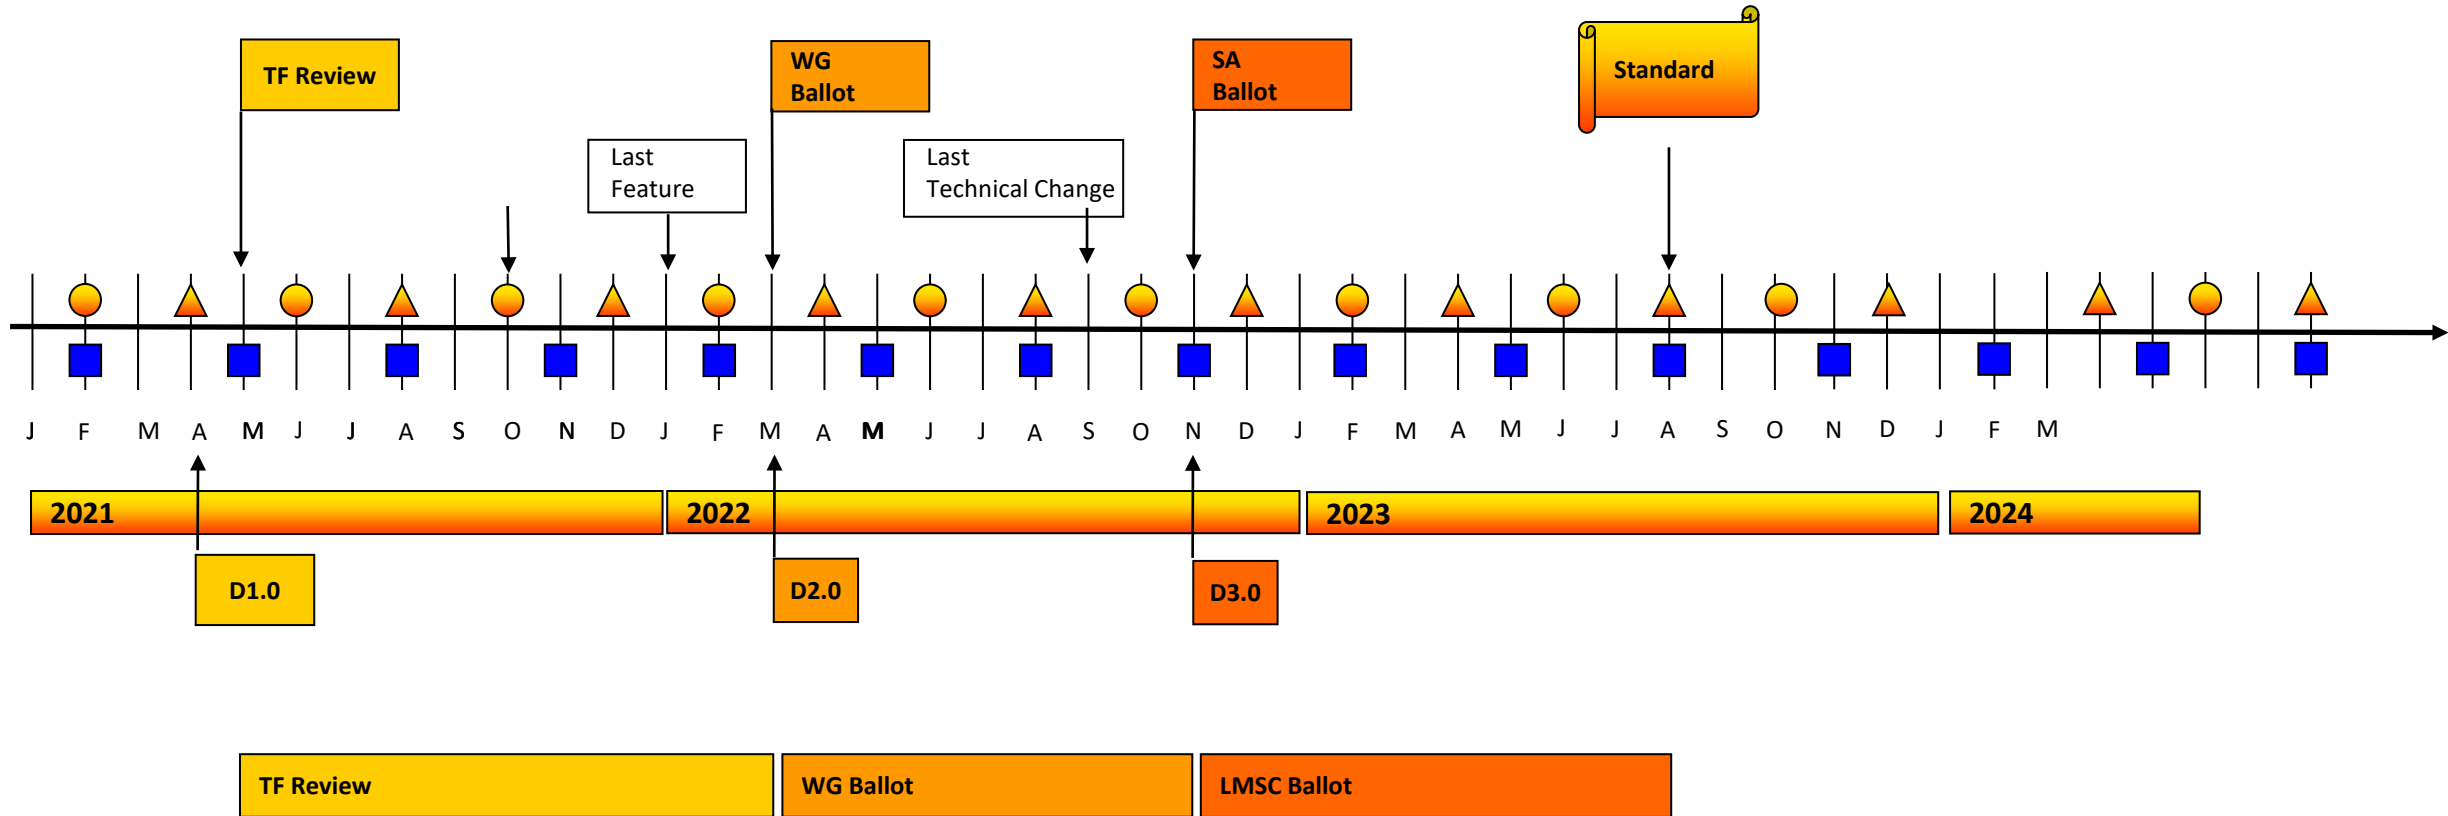 TF Review
WG
Ballot
SA
Ballot
Standard
Last
Feature
Last
Technical Change
J F M A M J J A S O N D J F M A M J J A S O N D J F M A M J J A S O N D J F M
2021 2022 2023 2024
D1.0 D2.0 D3.0
TF Review WG Ballot LMSC Ballot